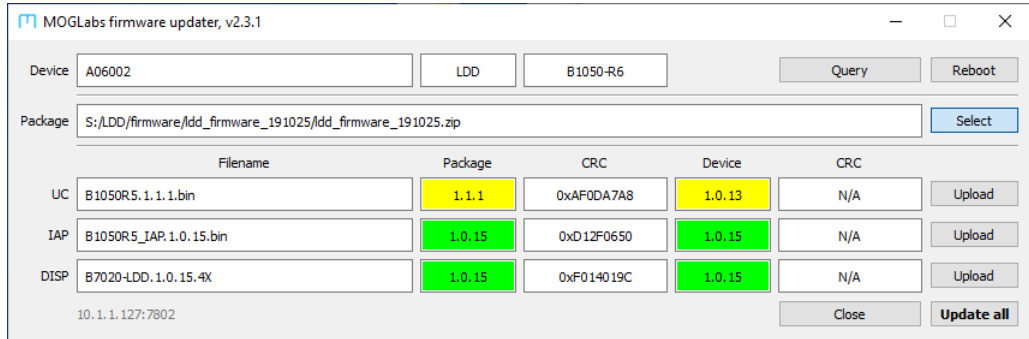 MOGLabs firmware updater, v2.3.1
Device A06002 LDD B1050-R6 Query Reboot
Package S:/LDD/firmware/ldd_firmware_191025/ldd_firmware_191025.zip Select
Filename Package CRC Device CRC
UC B1050R5.1.1.1.bin 1.1.1 0xAF0DA7A8 1.0.13 N/A Upload
IAP B1050R5_IAP.1.0.15.bin 1.0.15 0xD12F0650 1.0.15 N/A Upload
DISP B7020-LDD.1.0.15.4X 1.0.15 0xF014019C 1.0.15 N/A Upload
10.1.1.127:7802 Close Update all